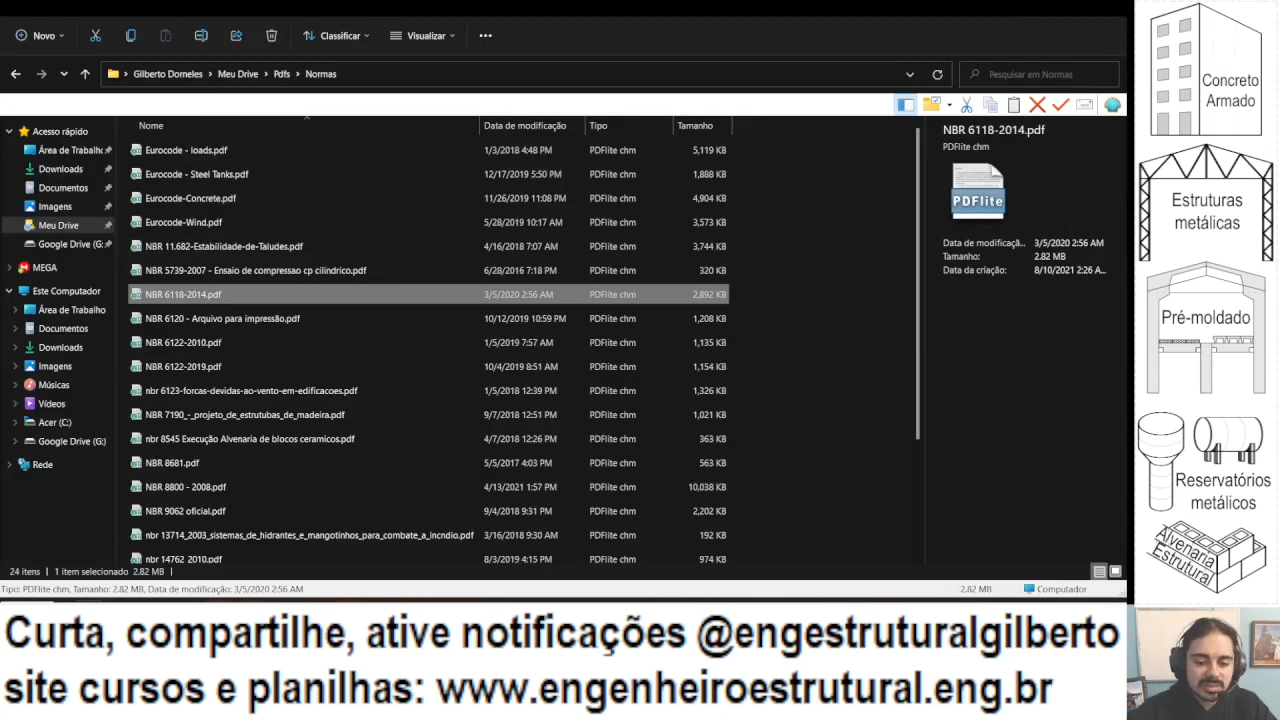 Novo
Classificar
Visualizar
Gilberto Dorneles > Meu Drive > Pdfs > Normas
Pesquisar em Normas
Acesso rápido
Área de Trabalho
Downloads
Documentos
Imagens
Meu Drive
Google Drive (G:
MEGA
Este Computador
Área de Trabalho
Documentos
Downloads
Imagens
Músicas
Vídeos
Acer (C:)
Google Drive (G:)
Rede
Nome Data de modificação Tipo Tamanho
Eurocode - loads.pdf 1/3/2018 4:48 PM PDFlite chm 5,119 KB
Eurocode - Steel Tanks.pdf 12/17/2019 5:50 PM PDFlite chm 1,888 KB
Eurocode-Concrete.pdf 11/26/2019 11:08 PM PDFlite chm 4,904 KB
Eurocode-Wind.pdf 5/28/2019 10:17 AM PDFlite chm 3,573 KB
NBR 11.682-Estabilidade-de-Taludes.pdf 4/16/2018 7:07 AM PDFlite chm 3,744 KB
NBR 5739-2007 - Ensaio de compressao cp cilindrico.pdf 6/28/2016 7:18 PM PDFlite chm 320 KB
NBR 6118-2014.pdf 3/5/2020 2:56 AM PDFlite chm 2,892 KB
NBR 6120 - Arquivo para impressão.pdf 10/12/2019 10:59 PM PDFlite chm 1,208 KB
NBR 6122-2010.pdf 1/5/2019 7:57 AM PDFlite chm 1,135 KB
NBR 6122-2019.pdf 10/4/2019 8:51 AM PDFlite chm 1,154 KB
nbr 6123-forcas-devidas-ao-vento-em-edificacoes.pdf 1/5/2018 12:39 PM PDFlite chm 1,326 KB
NBR 7190_-_projeto_de_estrutubas_de_madeira.pdf 9/7/2018 12:51 PM PDFlite chm 1,021 KB
nbr 8545 Execução Alvenaria de blocos ceramicos.pdf 4/7/2018 12:26 PM PDFlite chm 363 KB
NBR 8681.pdf 5/5/2017 4:03 PM PDFlite chm 563 KB
NBR 8800 - 2008.pdf 4/13/2021 1:57 PM PDFlite chm 10,038 KB
NBR 9062 oficial.pdf 9/4/2018 9:31 PM PDFlite chm 2,202 KB
nbr 13714_2003_sistemas_de_hidrantes_e_mangotinhos_para_combate_a_incndio.pdf 3/16/2018 9:30 AM PDFlite chm 192 KB
nbr 14762_2010.pdf 8/3/2019 4:15 PM PDFlite chm 974 KB
NBR 6118-2014.pdf
PDFlite chm
PDFlite
Data de modificaçã... 3/5/2020 2:56 AM
Tamanho: 2.82 MB
Data da criação: 8/10/2021 2:26 A...
24 itens | 1 item selecionado 2.82 MB |
Tipo: PDFlite chm, Tamanho: 2.82 MB, Data de modificação: 3/5/2020 2:56 AM 2.82 MB Computador
Concreto
Armado
Estruturas
metálicas
Pré-moldado
Reservatórios
metálicos
Alvenaria
Estrutural
Curta, compartilhe, ative notificações @engestruturalgilberto
site cursos e planilhas: www.engenheiroestrutural.eng.br